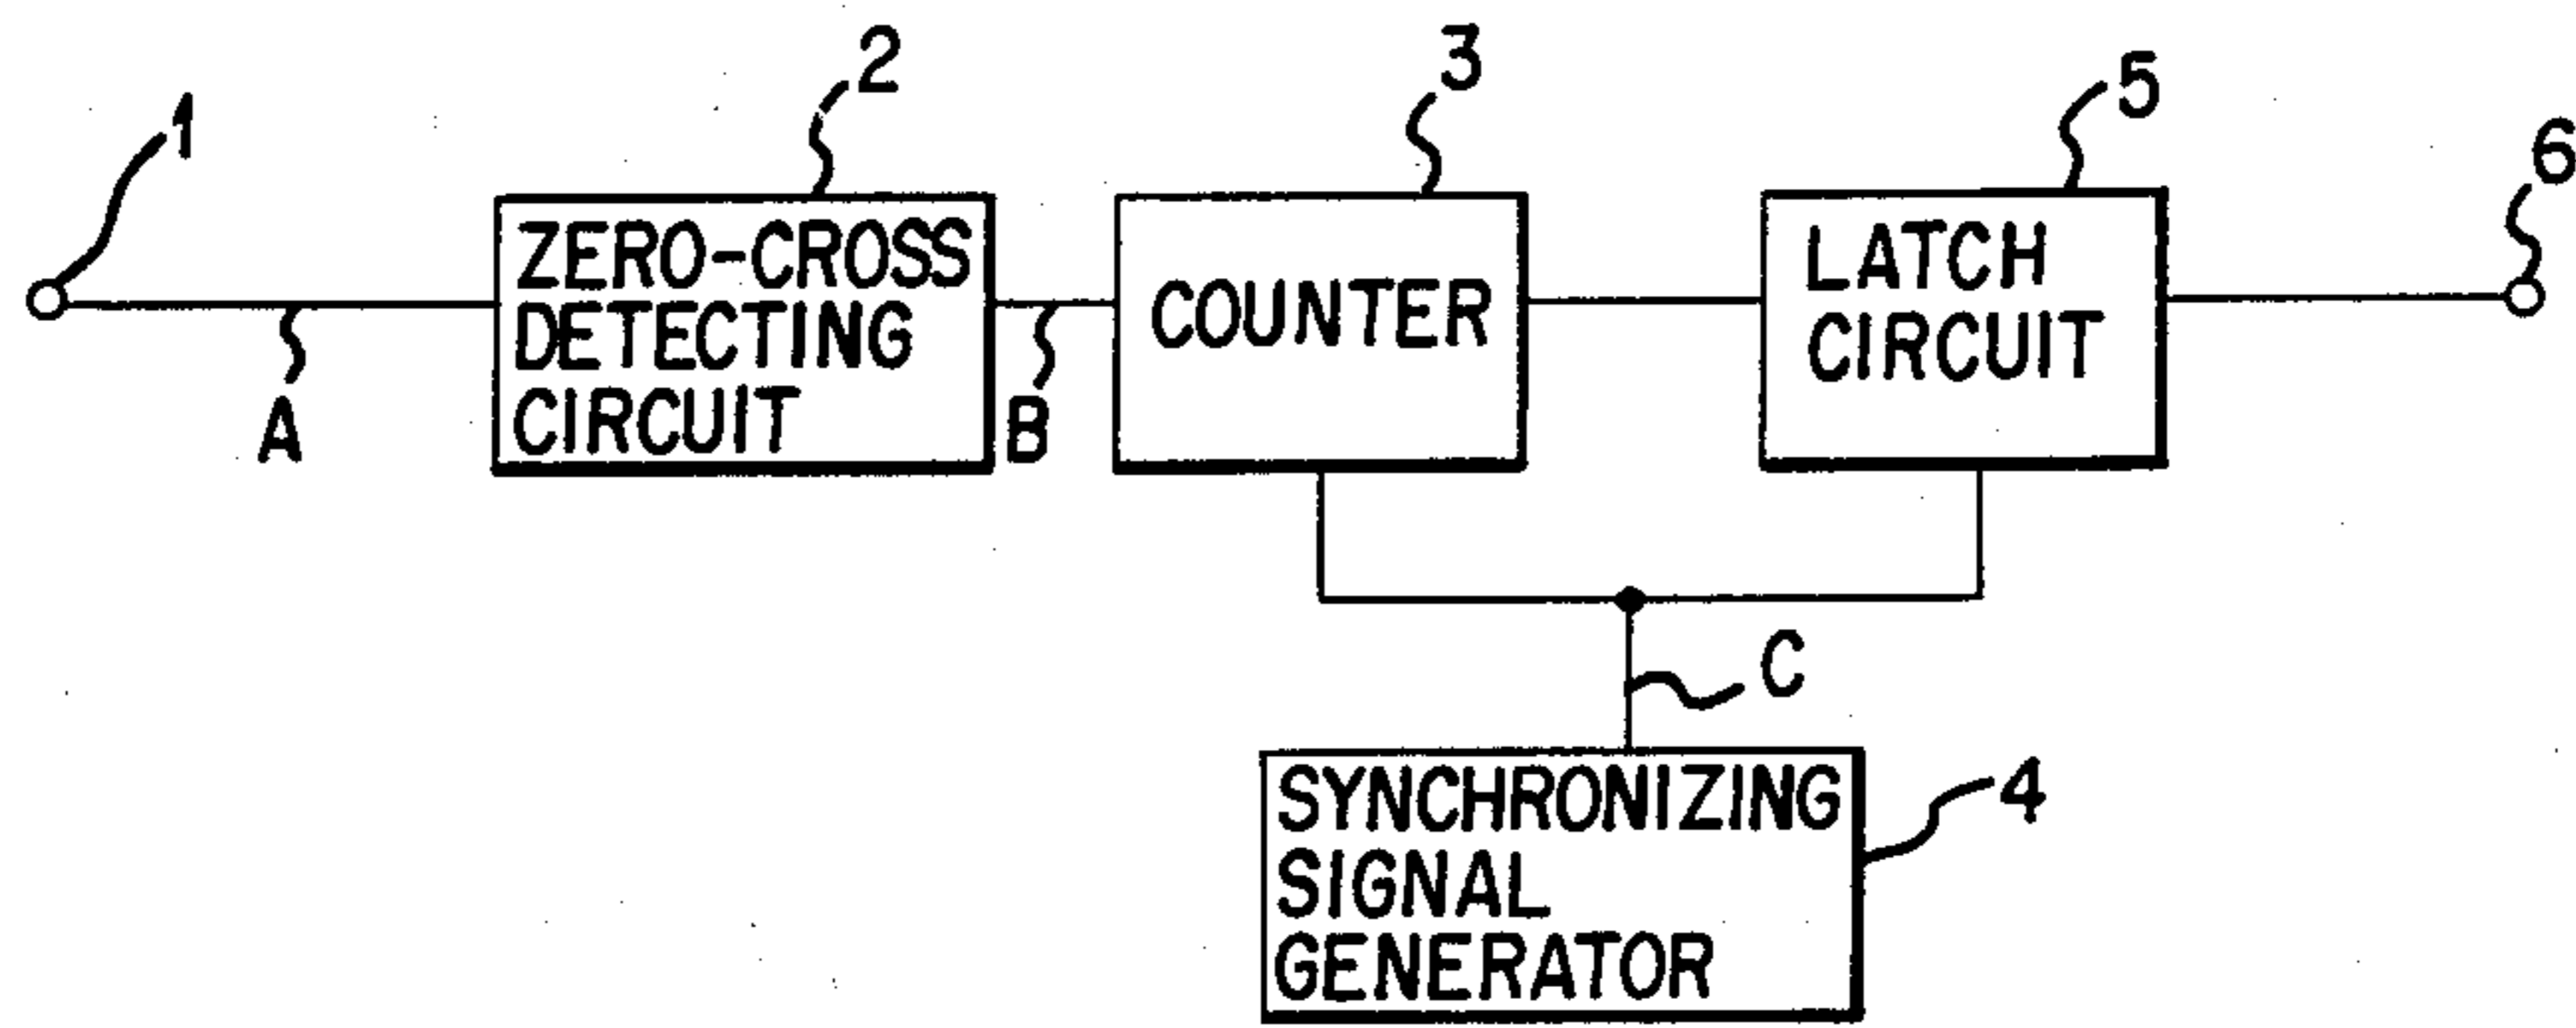 1
2
3
5
6
ZERO-CROSS
DETECTING
CIRCUIT
COUNTER
LATCH
CIRCUIT
A
B
C
SYNCHRONIZING
SIGNAL
GENERATOR
4